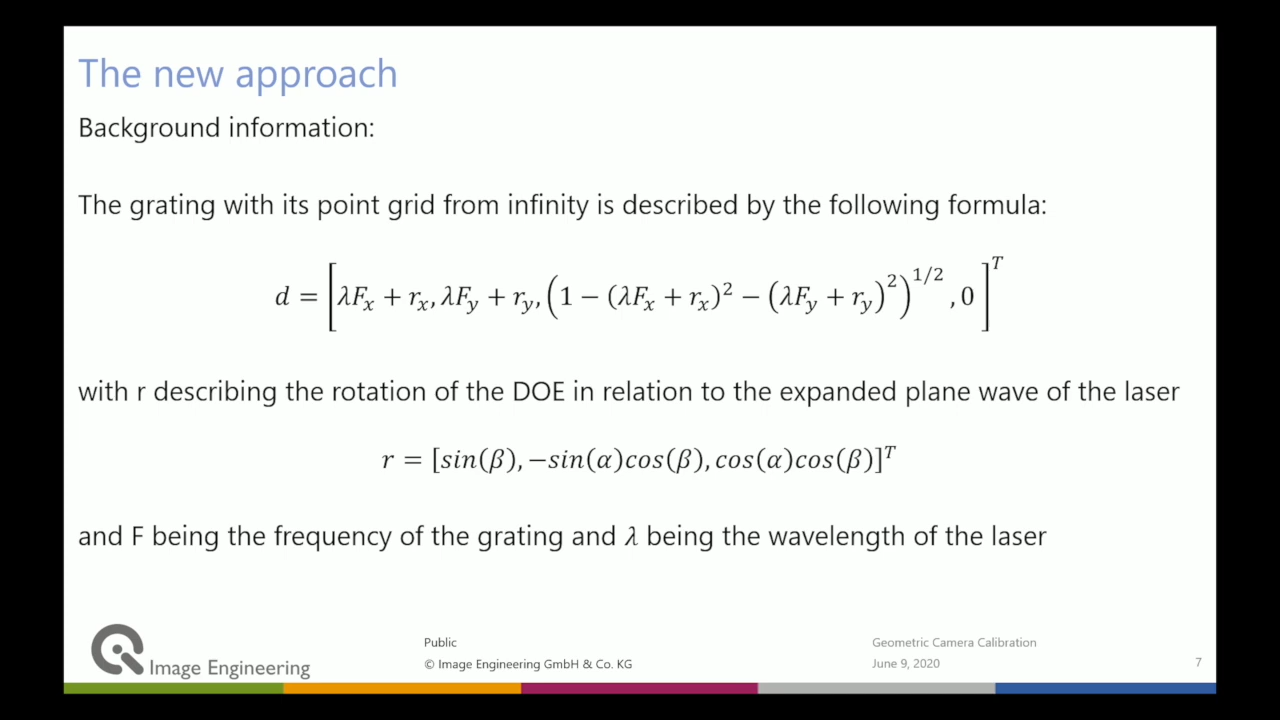 The new approach
Background information:
The grating with its point grid from infinity is described by the following formula:
d = [λFₓ + rₓ, λF_y + r_y, (1 − (λFₓ + rₓ)² − (λF_y + r_y)²)^{1/2}, 0]^T
with r describing the rotation of the DOE in relation to the expanded plane wave of the laser
r = [sin(β), −sin(α)cos(β), cos(α)cos(β)]^T
and F being the frequency of the grating and λ being the wavelength of the laser
Image Engineering
Public
© Image Engineering GmbH & Co. KG
Geometric Camera Calibration
June 9, 2020
7